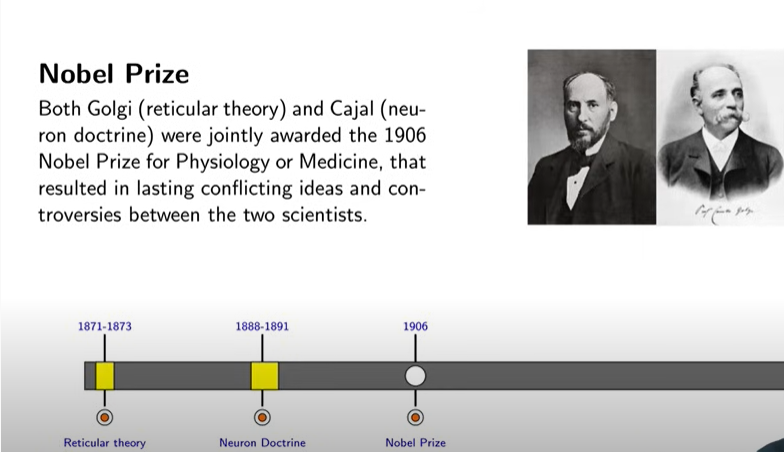 Nobel Prize
Both Golgi (reticular theory) and Cajal (neu-
ron doctrine) were jointly awarded the 1906
Nobel Prize for Physiology or Medicine, that
resulted in lasting conflicting ideas and con-
troversies between the two scientists.
1871-1873
1888-1891
1906
Reticular theory
Neuron Doctrine
Nobel Prize